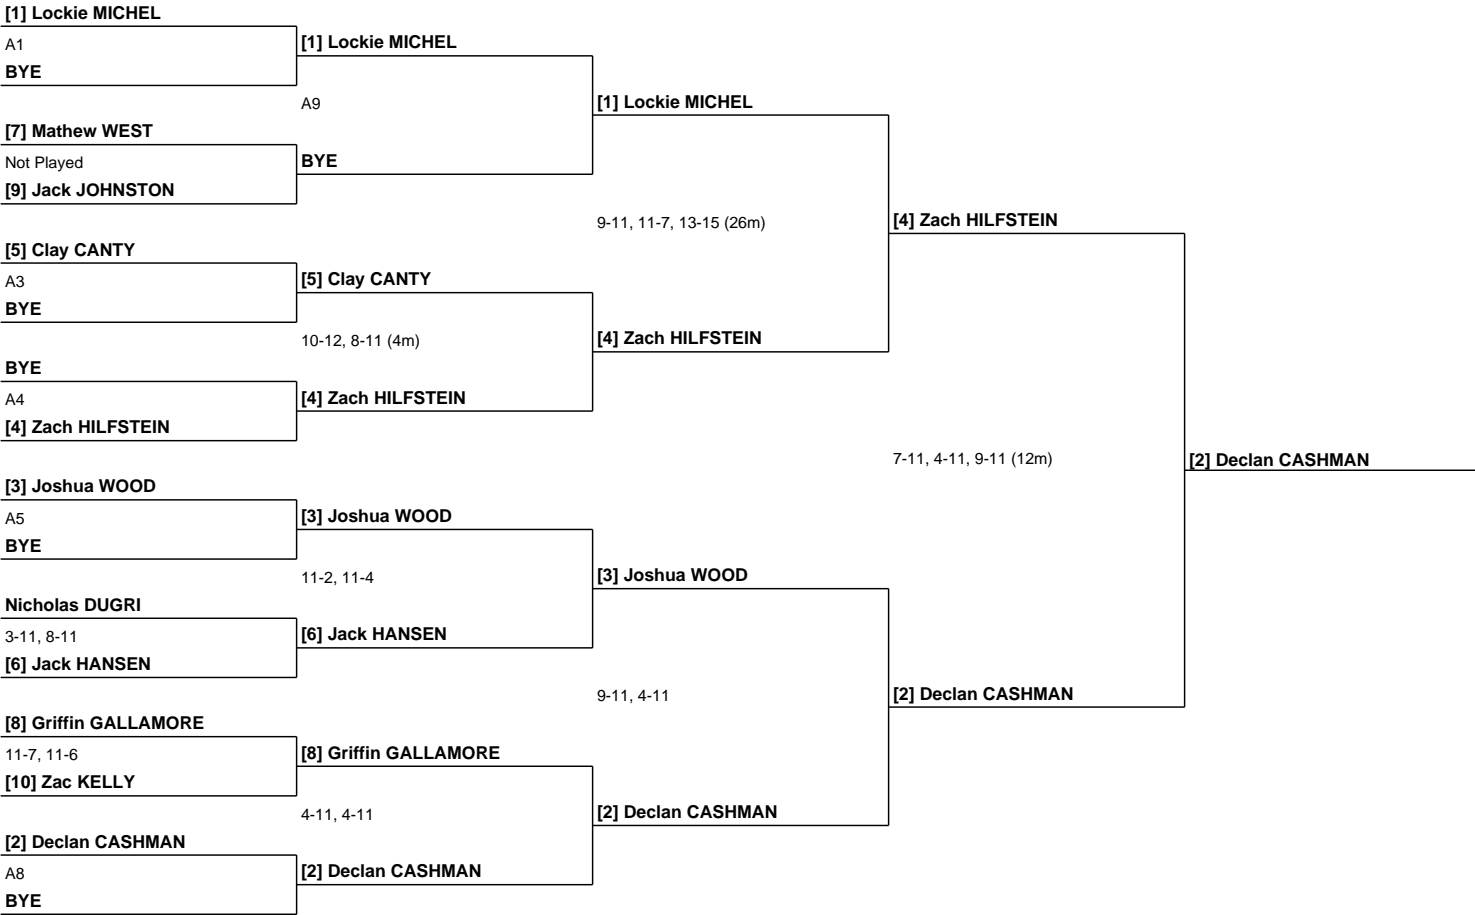 [1] Lockie MICHEL
A1
BYE
[7] Mathew WEST
Not Played
[9] Jack JOHNSTON
[5] Clay CANTY
A3
BYE
BYE
A4
[4] Zach HILFSTEIN
[3] Joshua WOOD
A5
BYE
Nicholas DUGRI
3-11, 8-11
[6] Jack HANSEN
[8] Griffin GALLAMORE
11-7, 11-6
[10] Zac KELLY
[2] Declan CASHMAN
A8
BYE
[1] Lockie MICHEL
A9
BYE
[5] Clay CANTY
10-12, 8-11 (4m)
[4] Zach HILFSTEIN
[3] Joshua WOOD
11-2, 11-4
[6] Jack HANSEN
[8] Griffin GALLAMORE
4-11, 4-11
[2] Declan CASHMAN
[1] Lockie MICHEL
9-11, 11-7, 13-15 (26m)
[4] Zach HILFSTEIN
[3] Joshua WOOD
9-11, 4-11
[2] Declan CASHMAN
[4] Zach HILFSTEIN
7-11, 4-11, 9-11 (12m)
[2] Declan CASHMAN
[2] Declan CASHMAN